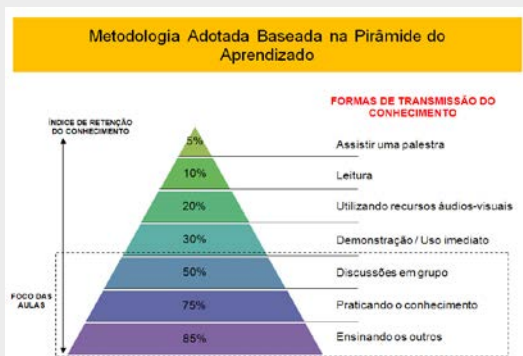 Metodologia Adotada Baseada na Pirâmide do
Aprendizado
FORMAS DE TRANSMISSÃO DO
CONHECIMENTO
ÍNDICE DE RETENÇÃO
DO CONHECIMENTO
5%
Assistir uma palestra
10%
Leitura
20%
Utilizando recursos áudios-visuais
30%
Demonstração / Uso imediato
50%
Discussões em grupo
FOCO DAS
AULAS
75%
Praticando o conhecimento
85%
Ensinando os outros